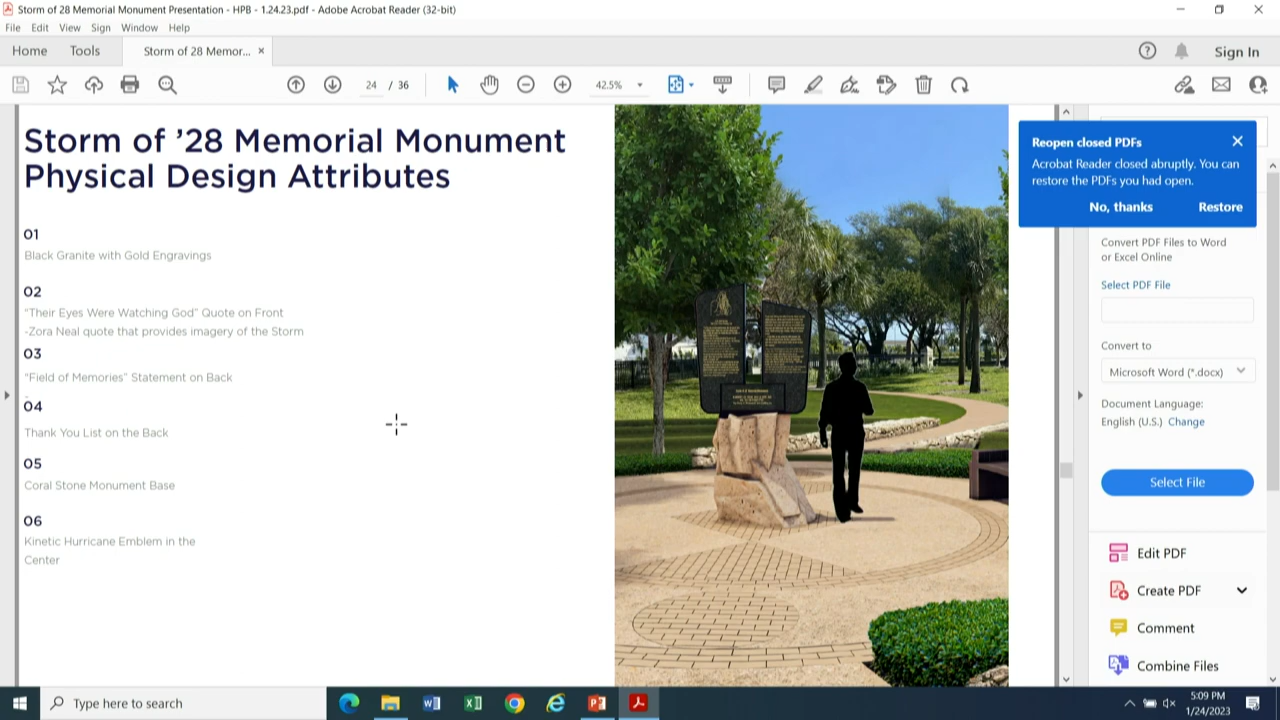 Storm of 28 Memorial Monument Presentation - HPB - 1.24.23.pdf - Adobe Acrobat Reader (32-bit)
File Edit View Sign Window Help
Home Tools Storm of 28 Memor... ×
Sign In
24 / 36 42.5%
Storm of ’28 Memorial Monument
Physical Design Attributes
01
Black Granite with Gold Engravings
02
"Their Eyes Were Watching God" Quote on Front
-Zora Neal quote that provides imagery of the Storm
03
"Field of Memories" Statement on Back
04
Thank You List on the Back
05
Coral Stone Monument Base
06
Kinetic Hurricane Emblem in the
Center
Reopen closed PDFs
Acrobat Reader closed abruptly. You can
restore the PDFs you had open.
No, thanks Restore
Convert PDF Files to Word
or Excel Online
Select PDF File
Convert to
Microsoft Word (*.docx)
Document Language:
English (U.S.) Change
Select File
Edit PDF
Create PDF
Comment
Combine Files
Type here to search
5:09 PM
1/24/2023